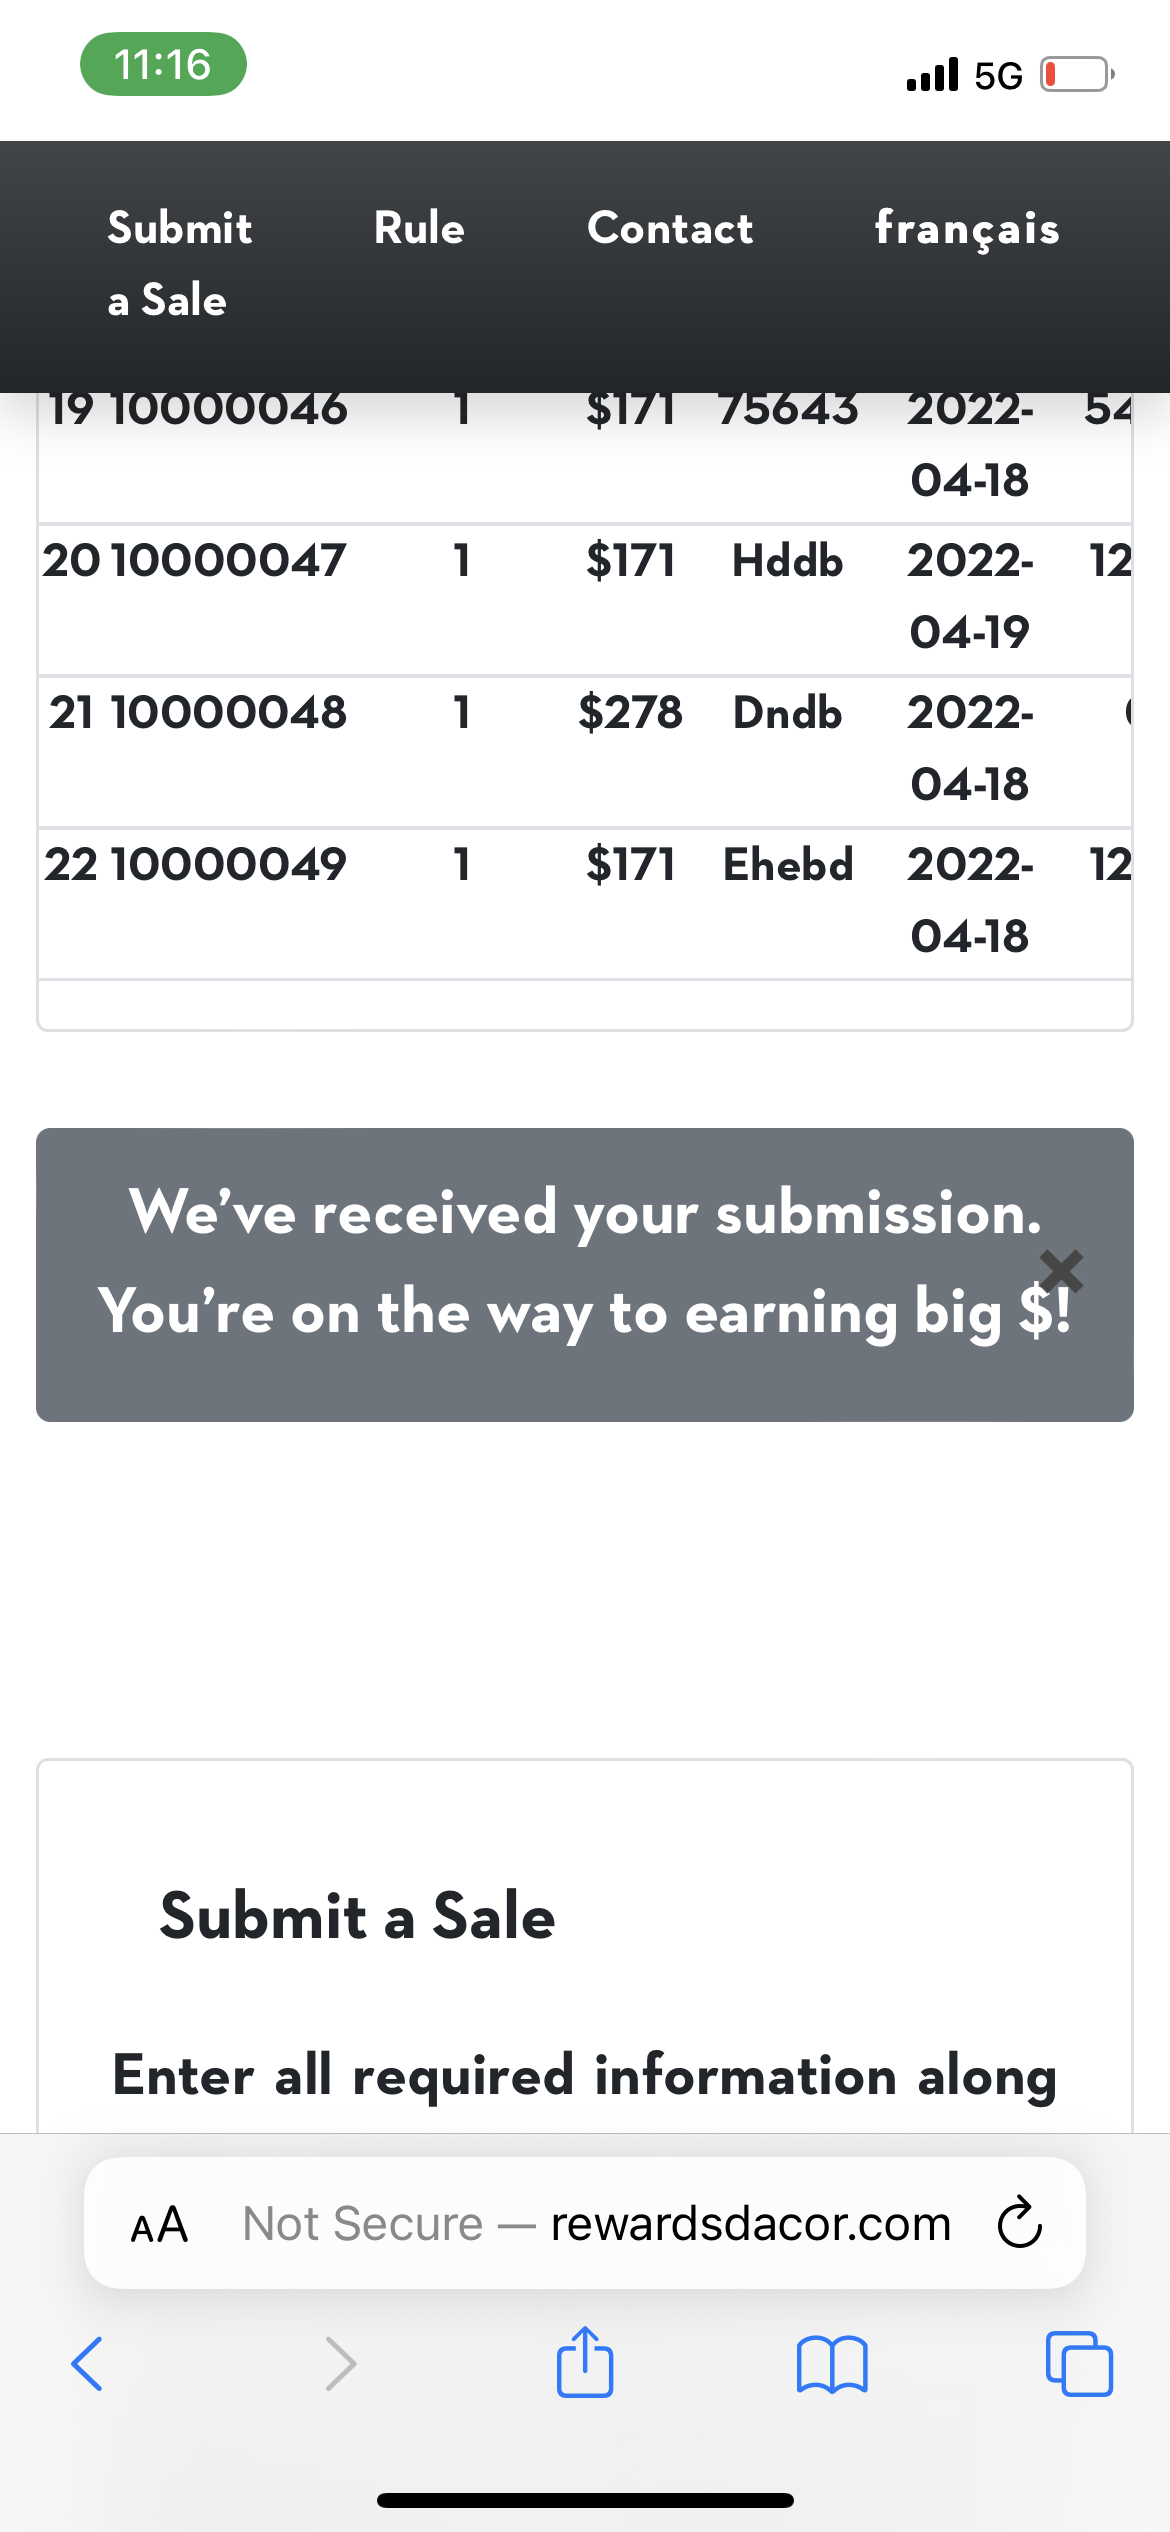 11:16 5G
Submit Rule Contact français
a Sale
19 10000046 1 $171 75643 2022- 54
04-18
20 10000047 1 $171 Hddb 2022- 12
04-19
21 10000048 1 $278 Dndb 2022-
04-18
22 10000049 1 $171 Ehebd 2022- 12
04-18
We’ve received your submission.
You’re on the way to earning big $!
Submit a Sale
Enter all required information along
AA Not Secure — rewardsdacor.com